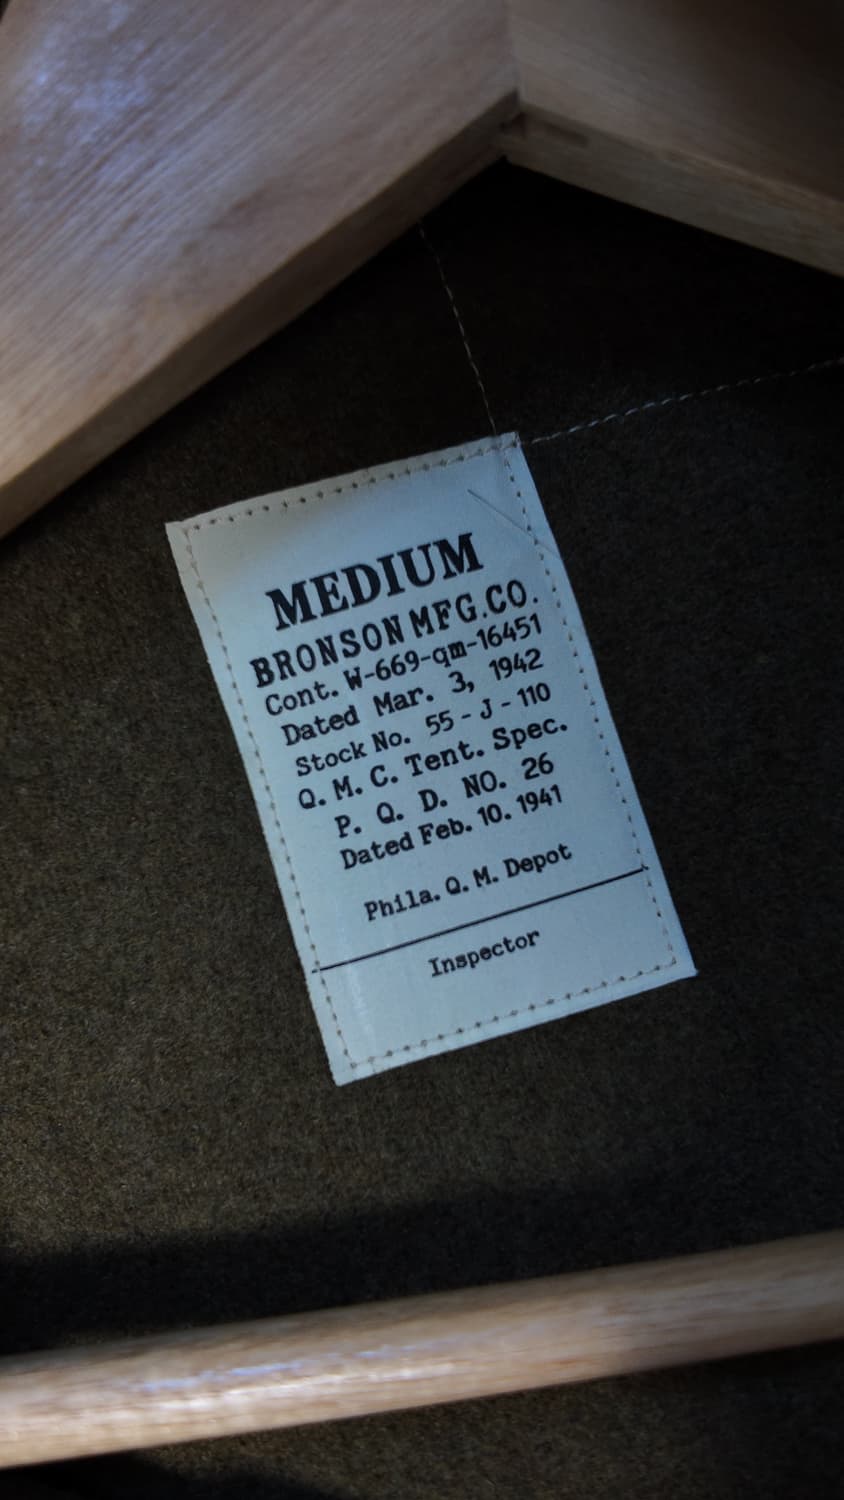 MEDIUM
BRONSON MFG.CO.
Cont. W-669-qm-16451
Dated Mar. 3, 1942
Stock No. 55 - J - 110
Q. M. C. Tent. Spec.
P. Q. D. NO. 26
Dated Feb. 10. 1941
Phila. Q. M. Depot
Inspector